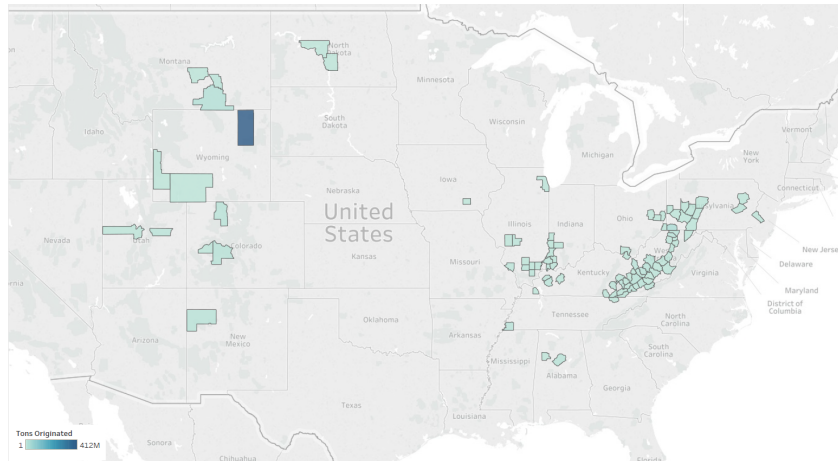 Montana
North
Dakota
Minnesota
South
Dakota
Wisconsin
Idaho
Wyoming
Michigan
Vermont
New
York
Iowa
Nebraska
Connecticut
United
States
Illinois
Indiana
Ohio
sylvania
Nevada
Utah
Colorado
Kansas
Missouri
West
New Jerse
Kentucky
Virginia
Delaware
Maryland
District of
Columbia
Oklahoma
Tennessee
North
Carolina
Arizona
New
Mexico
Arkansas
South
Carolina
Mississippi
Alabama
Georgia
Texas
Louisiana
Tons Originated
1
412M
Sonora
Chihuahua
Florida